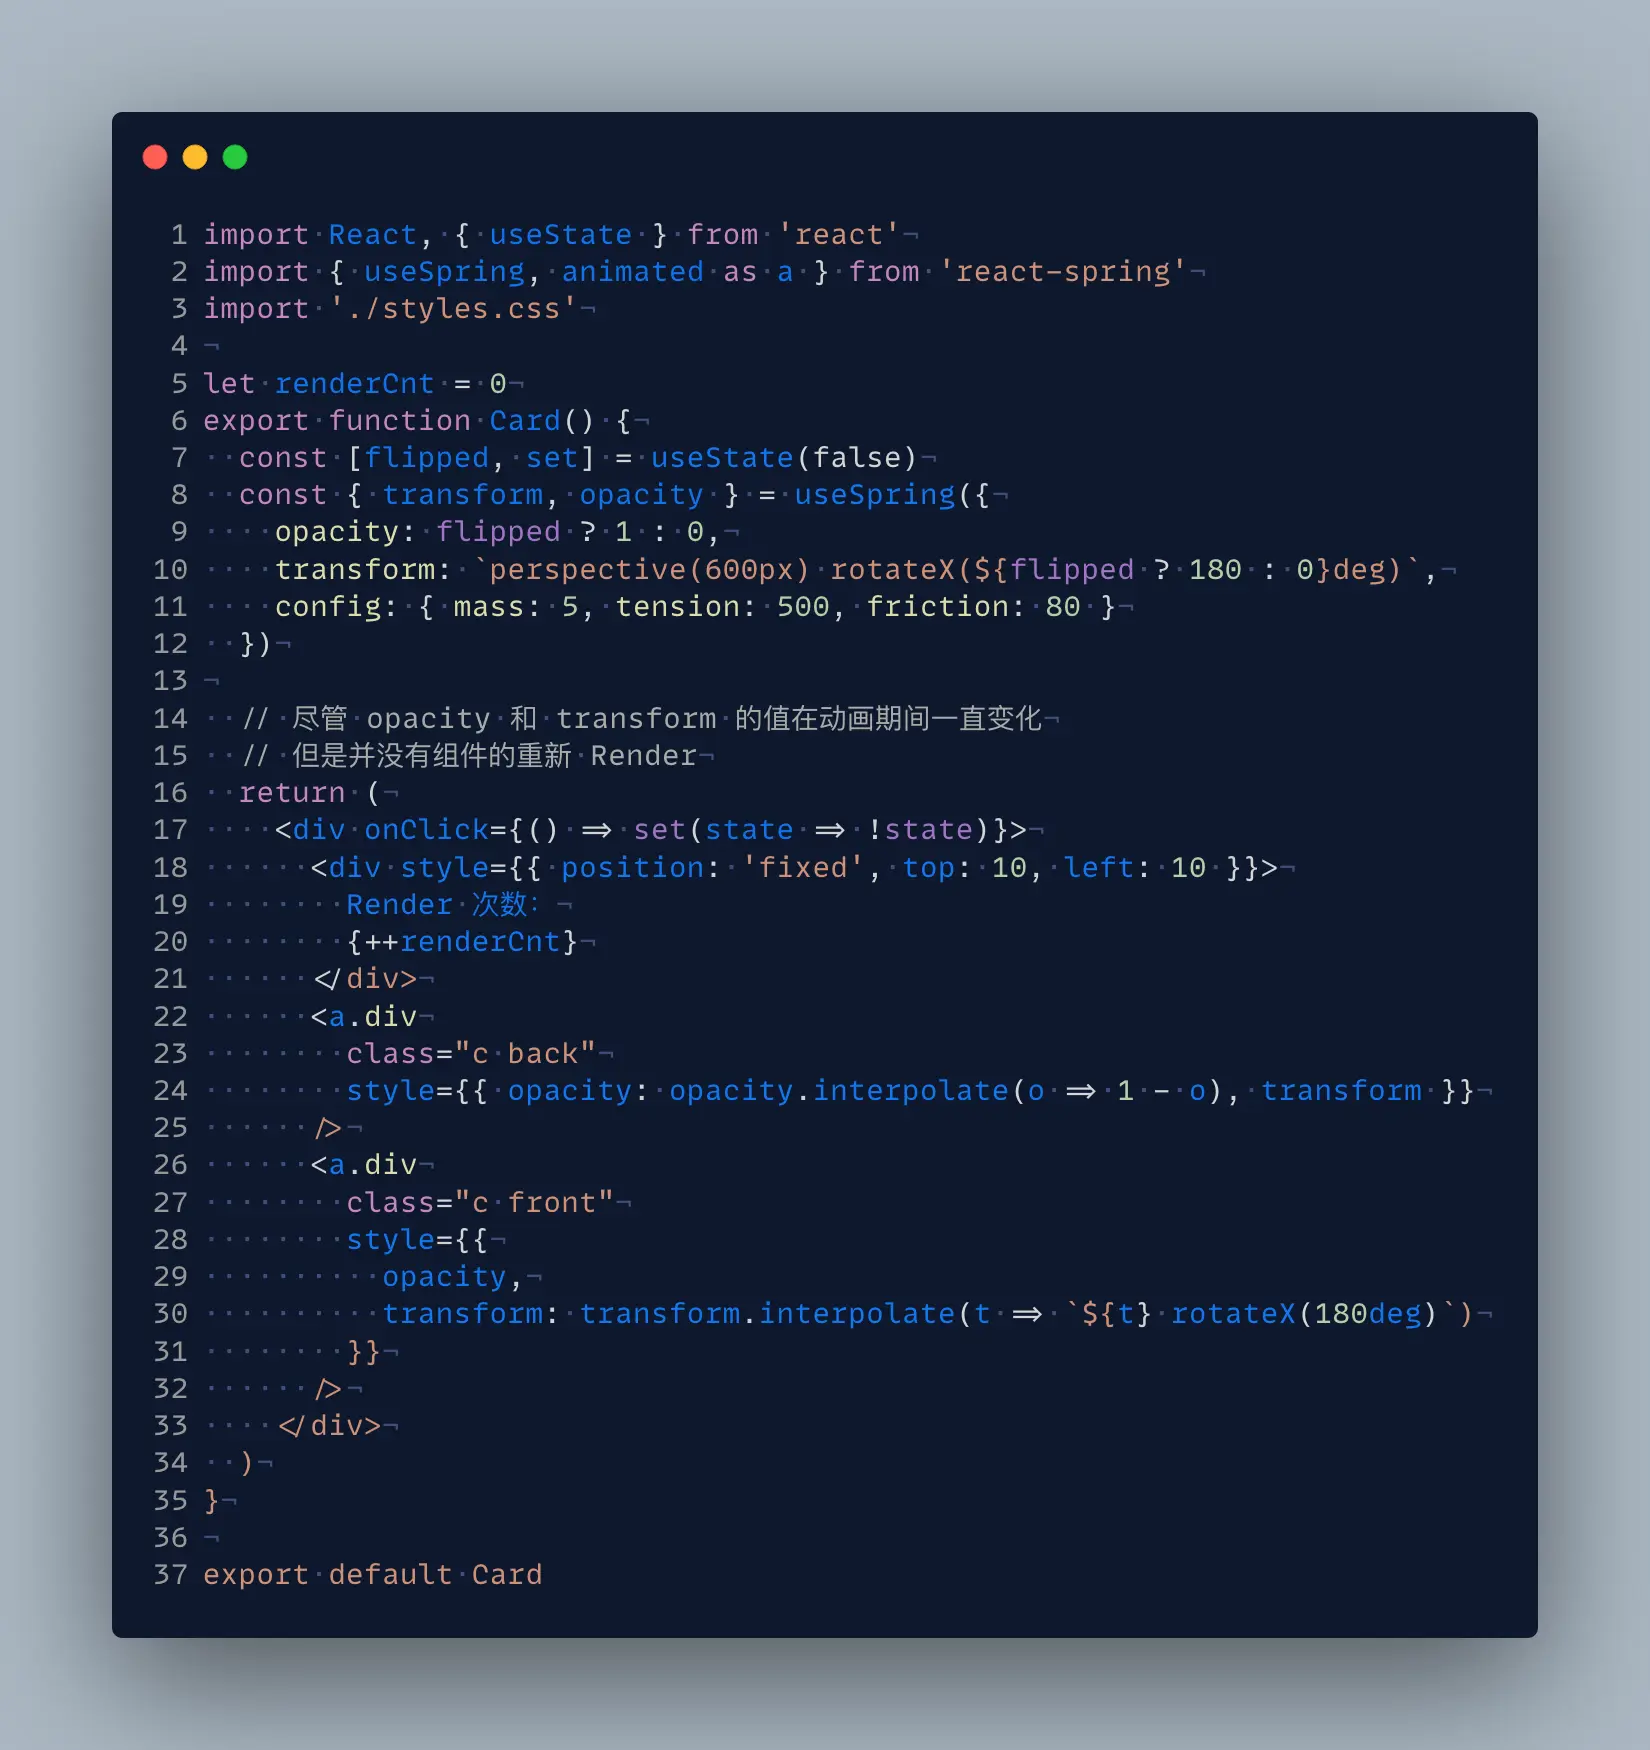 1 import React, { useState } from 'react'
2 import { useSpring, animated as a } from 'react-spring'
3 import './styles.css'
4
5 let renderCnt = 0
6 export function Card() {
7   const [flipped, set] = useState(false)
8   const { transform, opacity } = useSpring({
9     opacity: flipped ? 1 : 0,
10     transform: `perspective(600px) rotateX(${flipped ? 180 : 0}deg)`,
11     config: { mass: 5, tension: 500, friction: 80 }
12   })
13
14   // 尽管 opacity 和 transform 的值在动画期间一直变化
15   // 但是并没有组件的重新 Render
16   return (
17     <div onClick={() => set(state => !state)}>
18       <div style={{ position: 'fixed', top: 10, left: 10 }}>
19         Render 次数：
20         {++renderCnt}
21       </div>
22       <a.div
23         class="c back"
24         style={{ opacity: opacity.interpolate(o => 1 - o), transform }}
25       />
26       <a.div
27         class="c front"
28         style={{
29           opacity,
30           transform: transform.interpolate(t => `${t} rotateX(180deg)`)
31         }}
32       />
33     </div>
34   )
35 }
36
37 export default Card